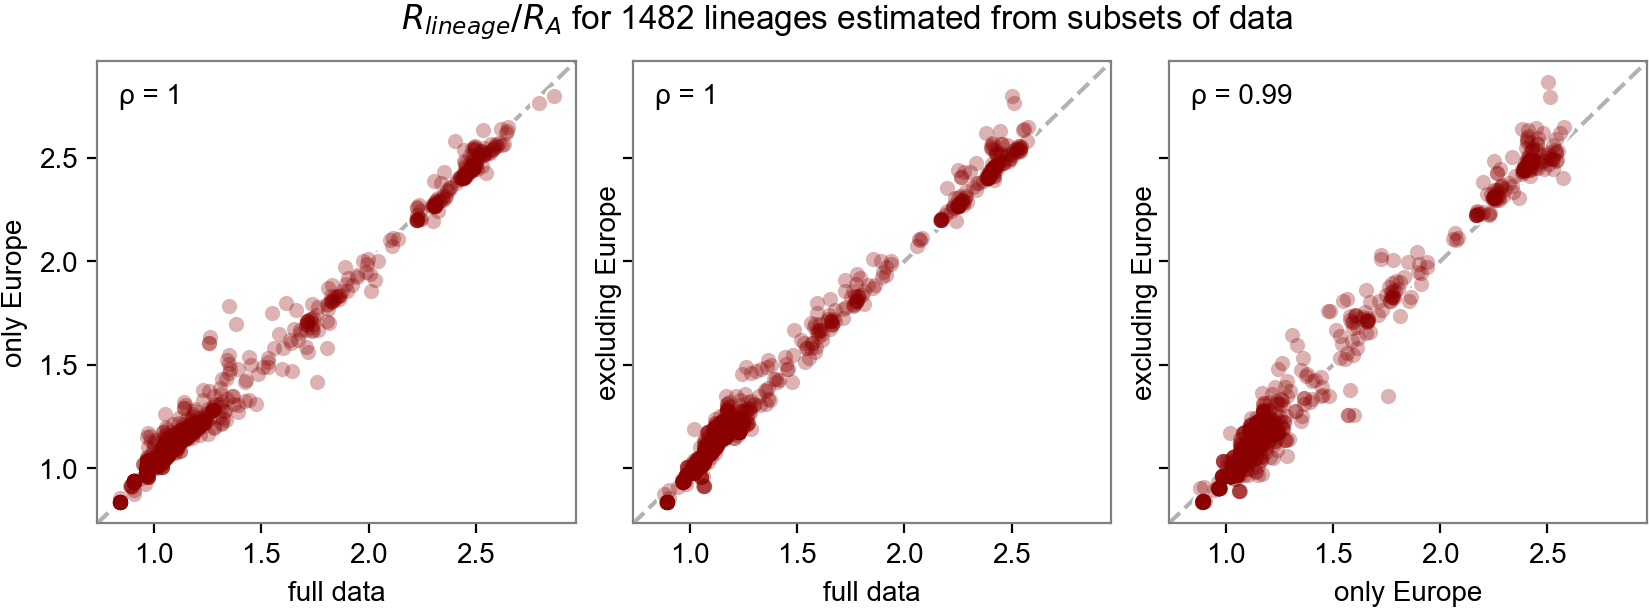 R_lineage/R_A for 1482 lineages estimated from subsets of data
ρ = 1
only Europe
2.5
2.0
1.5
1.0
1.0 1.5 2.0 2.5
full data
ρ = 1
excluding Europe
1.0 1.5 2.0 2.5
full data
ρ = 0.99
excluding Europe
1.0 1.5 2.0 2.5
only Europe